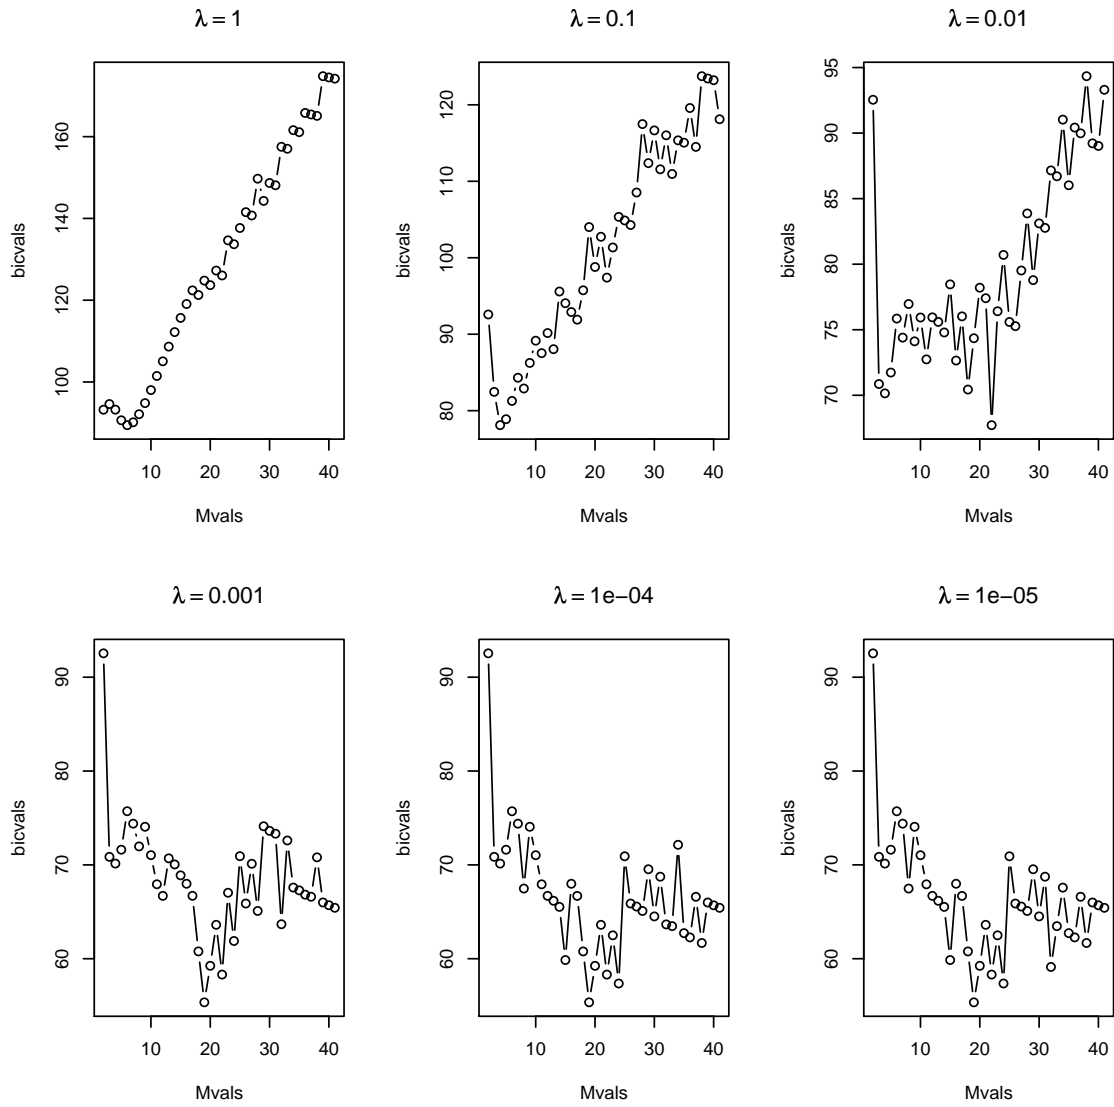 λ = 1
bicvals
100 120 140 160
10 20 30 40
Mvals
λ = 0.1
bicvals
80 90 100 110 120
10 20 30 40
Mvals
λ = 0.01
bicvals
70 75 80 85 90 95
10 20 30 40
Mvals
λ = 0.001
bicvals
60 70 80 90
10 20 30 40
Mvals
λ = 1e−04
bicvals
60 70 80 90
10 20 30 40
Mvals
λ = 1e−05
bicvals
60 70 80 90
10 20 30 40
Mvals